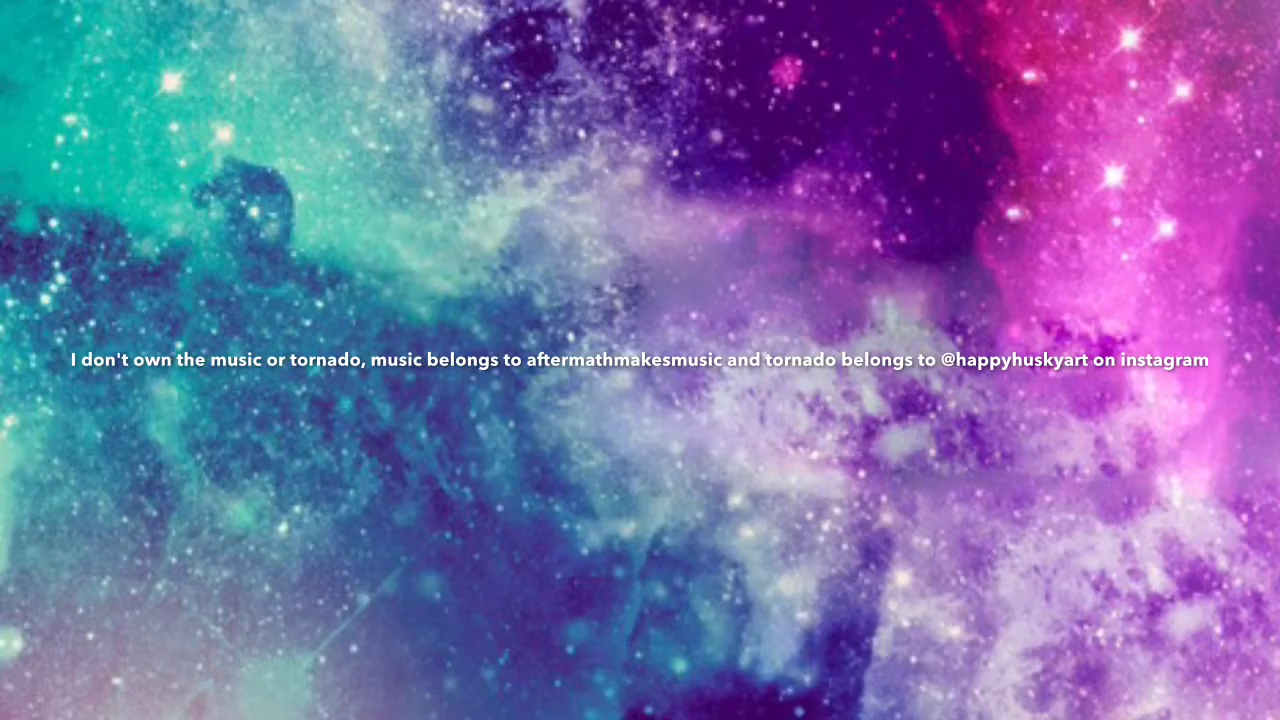 I don't own the music or tornado, music belongs to aftermathmakesmusic and tornado belongs to @happyhuskyart on instagram